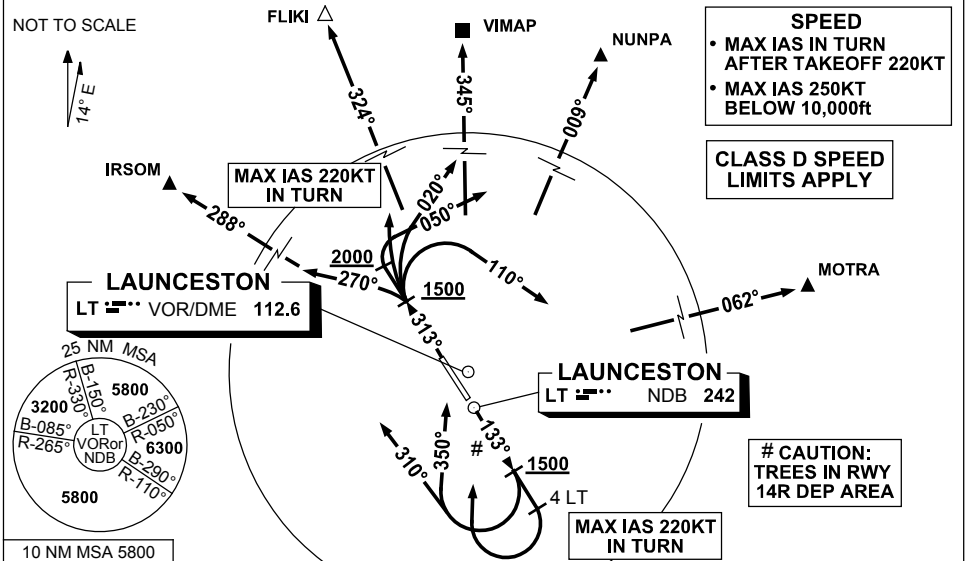 NOT TO SCALE
14° E
FLIKI
VIMAP
NUNPA
SPEED
• MAX IAS IN TURN
AFTER TAKEOFF 220KT
• MAX IAS 250KT
BELOW 10,000ft
CLASS D SPEED
LIMITS APPLY
324°
345°
009°
IRSOM
MAX IAS 220KT
IN TURN
288°
020°
050°
2000
270°
1500
110°
MOTRA
062°
LAUNCESTON
LT VOR/DME 112.6
313°
25 NM MSA
B-150°
R-330°
5800
3200
B-230°
R-050°
B-085°
R-265°
LT
VORor
NDB
6300
B-290°
R-110°
5800
10 NM MSA 5800
LAUNCESTON
LT NDB 242
133°
#
350°
310°
1500
4 LT
MAX IAS 220KT
IN TURN
# CAUTION:
TREES IN RWY
14R DEP AREA